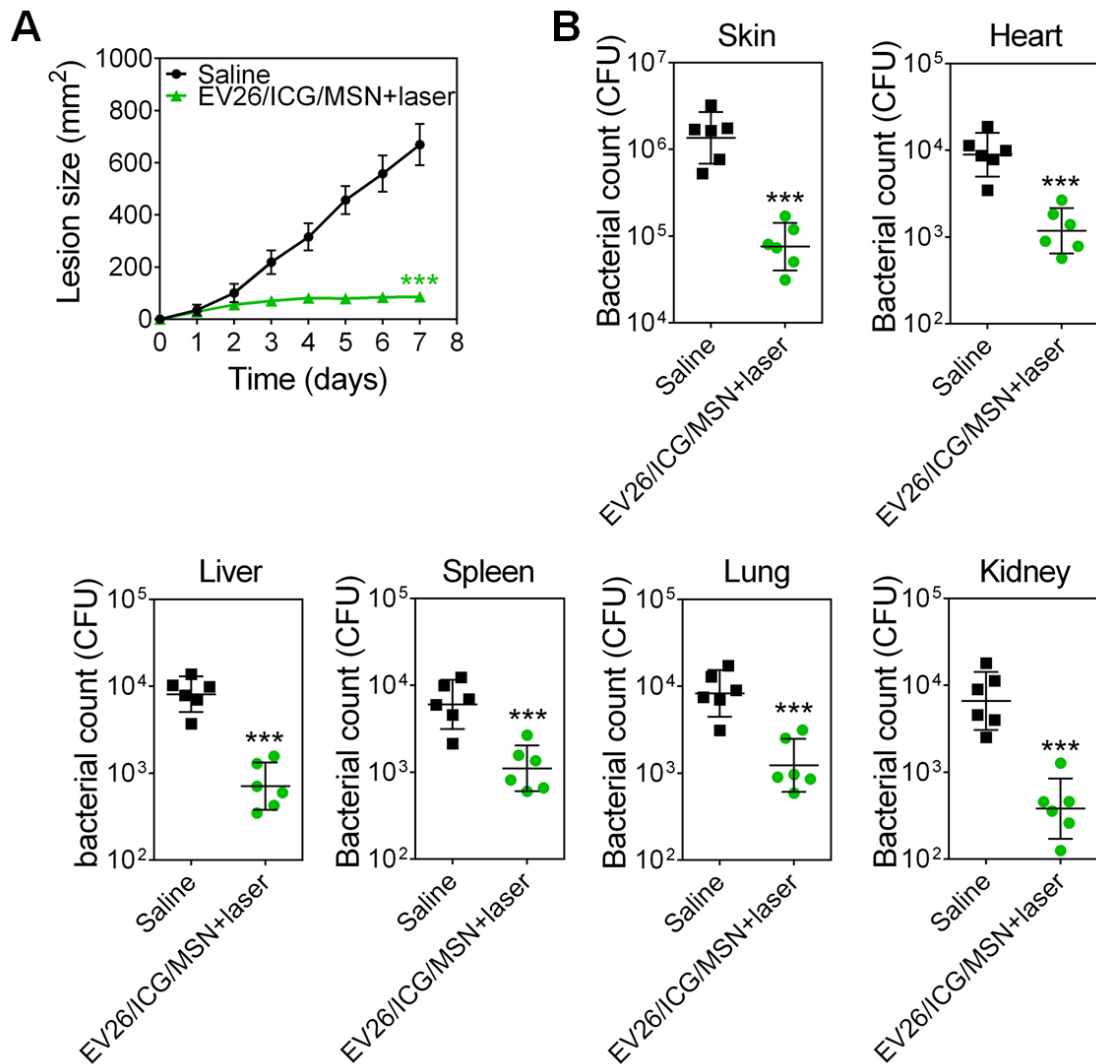 A
Lesion size (mm²)
1000
800
600
400
200
0
Saline
EV26/ICG/MSN+laser
***
0 1 2 3 4 5 6 7 8
Time (days)
B
Skin
Bacterial count (CFU)
10⁷
10⁶
10⁵
10⁴
***
Saline
EV26/ICG/MSN+laser
Heart
Bacterial count (CFU)
10⁵
10⁴
10³
10²
***
Saline
EV26/ICG/MSN+laser
Liver
bacterial count (CFU)
10⁵
10⁴
10³
10²
***
Saline
EV26/ICG/MSN+laser
Spleen
Bacterial count (CFU)
10⁵
10⁴
10³
10²
***
Saline
EV26/ICG/MSN+laser
Lung
Bacterial count (CFU)
10⁵
10⁴
10³
10²
***
Saline
EV26/ICG/MSN+laser
Kidney
Bacterial count (CFU)
10⁵
10⁴
10³
10²
***
Saline
EV26/ICG/MSN+laser